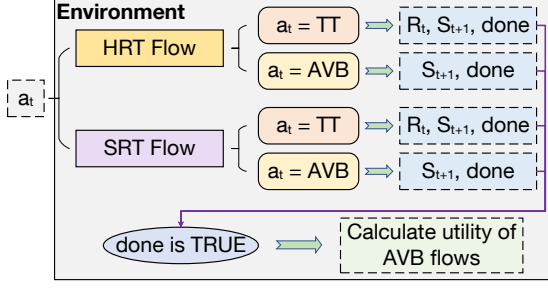 Environment
aₜ
HRT Flow
aₜ = TT
Rₜ, Sₜ₊₁, done
aₜ = AVB
Sₜ₊₁, done
SRT Flow
aₜ = TT
Rₜ, Sₜ₊₁, done
aₜ = AVB
Sₜ₊₁, done
done is TRUE
Calculate utility of
AVB flows